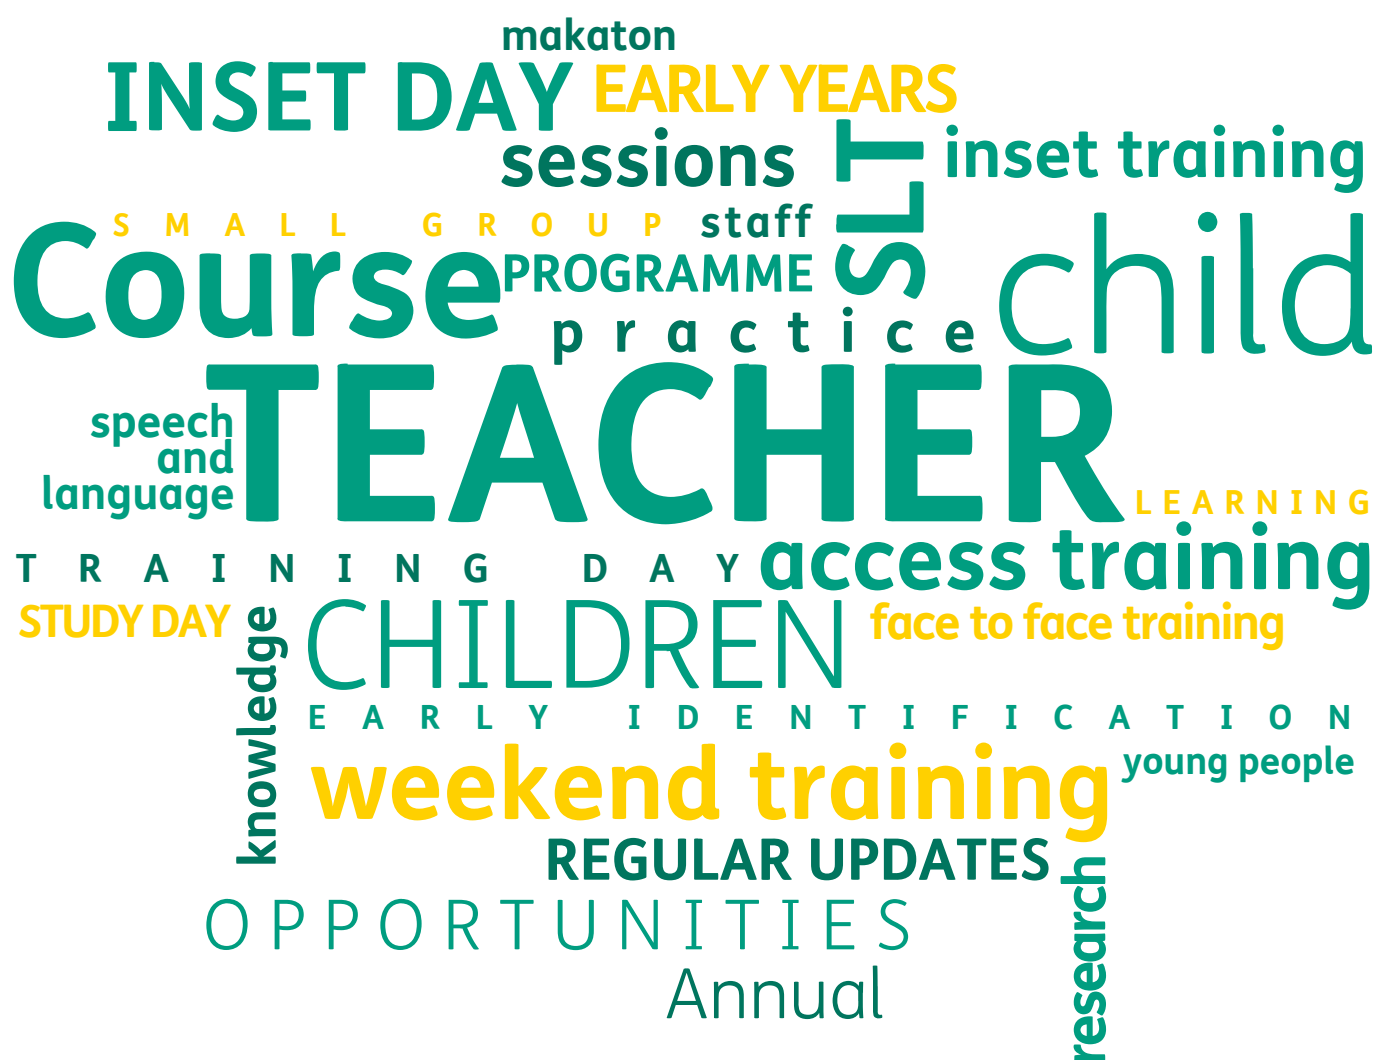 makaton
INSET DAY
EARLY YEARS
sessions
SLT
inset training
SMALL GROUP
staff
Course
PROGRAMME
child
practice
TEACHER
speech
and
language
LEARNING
TRAINING DAY
access training
STUDY DAY
knowledge
CHILDREN
face to face training
EARLY IDENTIFICATION
weekend training
young people
REGULAR UPDATES
research
OPPORTUNITIES
Annual